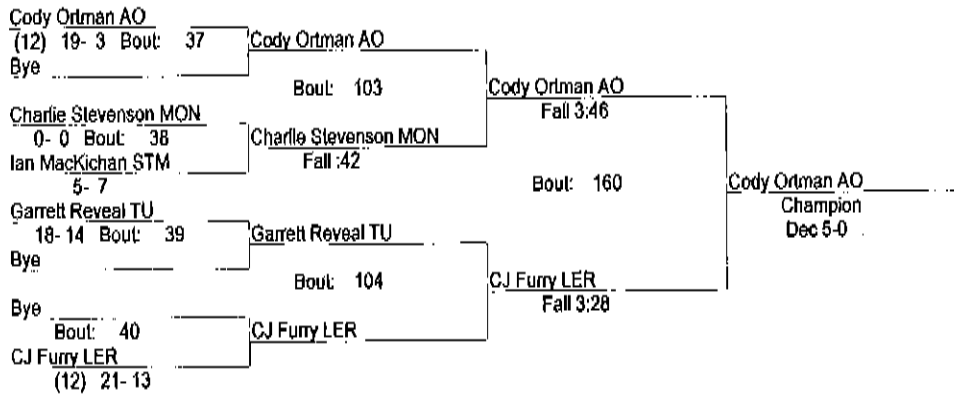 Cody Ortman AO
(12) 19- 3 Bout: 37
Bye
Cody Ortman AO
Bout: 103
Charlie Stevenson MON
0- 0 Bout: 38
Ian MacKichan STM
5- 7
Charlie Stevenson MON
Fall :42
Cody Ortman AO
Fall 3:46
Bout: 160
Garrett Reveal TU
18- 14 Bout: 39
Bye
Garrett Reveal TU
Bout: 104
Bye
Bout: 40
CJ Furry LER
(12) 21- 13
CJ Furry LER
CJ Furry LER
Fall 3:28
Cody Ortman AO
Champion
Dec 5-0